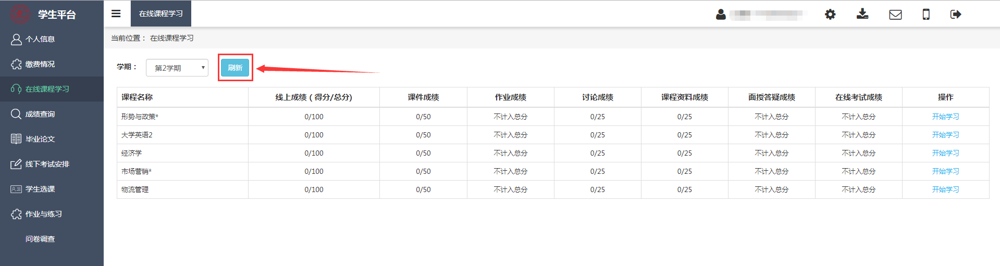 学生平台
在线课程学习
个人信息
缴费情况
在线课程学习
成绩查询
毕业论文
线下考试安排
学生选课
作业与练习
问卷调查
当前位置： 在线课程学习
学期： 第2学期 刷新
课程名称 线上成绩 ( 得分/总分) 课件成绩 作业成绩 讨论成绩 课程资料成绩 面授答疑成绩 在线考试成绩 操作
形势与政策* 0/100 0/50 不计入总分 0/25 0/25 不计入总分 不计入总分 开始学习
大学英语2 0/100 0/50 不计入总分 0/25 0/25 不计入总分 不计入总分 开始学习
经济学 0/100 0/50 不计入总分 0/25 0/25 不计入总分 不计入总分 开始学习
市场营销* 0/100 0/50 不计入总分 0/25 0/25 不计入总分 不计入总分 开始学习
物流管理 0/100 0/50 不计入总分 0/25 0/25 不计入总分 不计入总分 开始学习